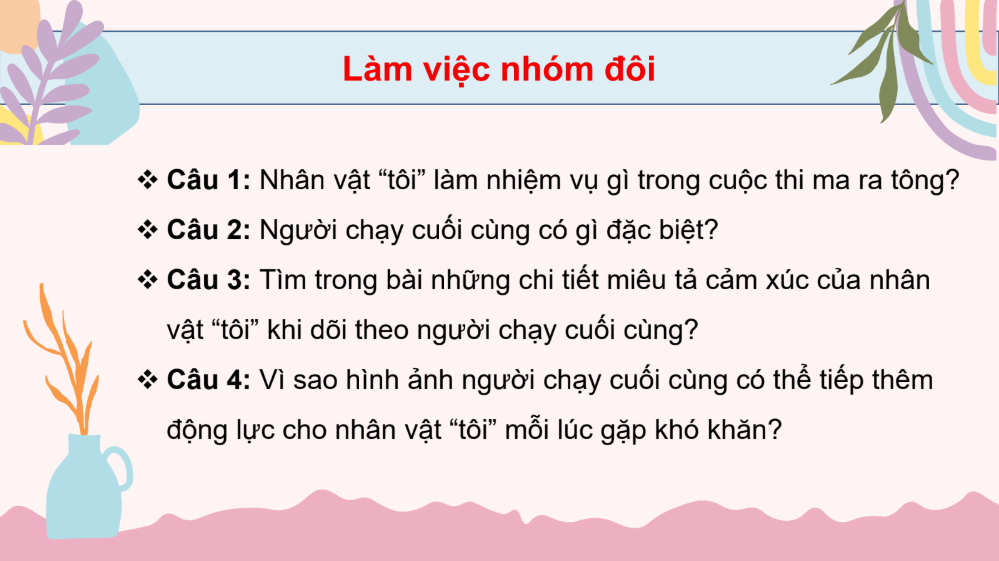 Làm việc nhóm đôi
❖ Câu 1: Nhân vật “tôi” làm nhiệm vụ gì trong cuộc thi ma ra tông?
❖ Câu 2: Người chạy cuối cùng có gì đặc biệt?
❖ Câu 3: Tìm trong bài những chi tiết miêu tả cảm xúc của nhân
vật “tôi” khi dõi theo người chạy cuối cùng?
❖ Câu 4: Vì sao hình ảnh người chạy cuối cùng có thể tiếp thêm
động lực cho nhân vật “tôi” mỗi lúc gặp khó khăn?